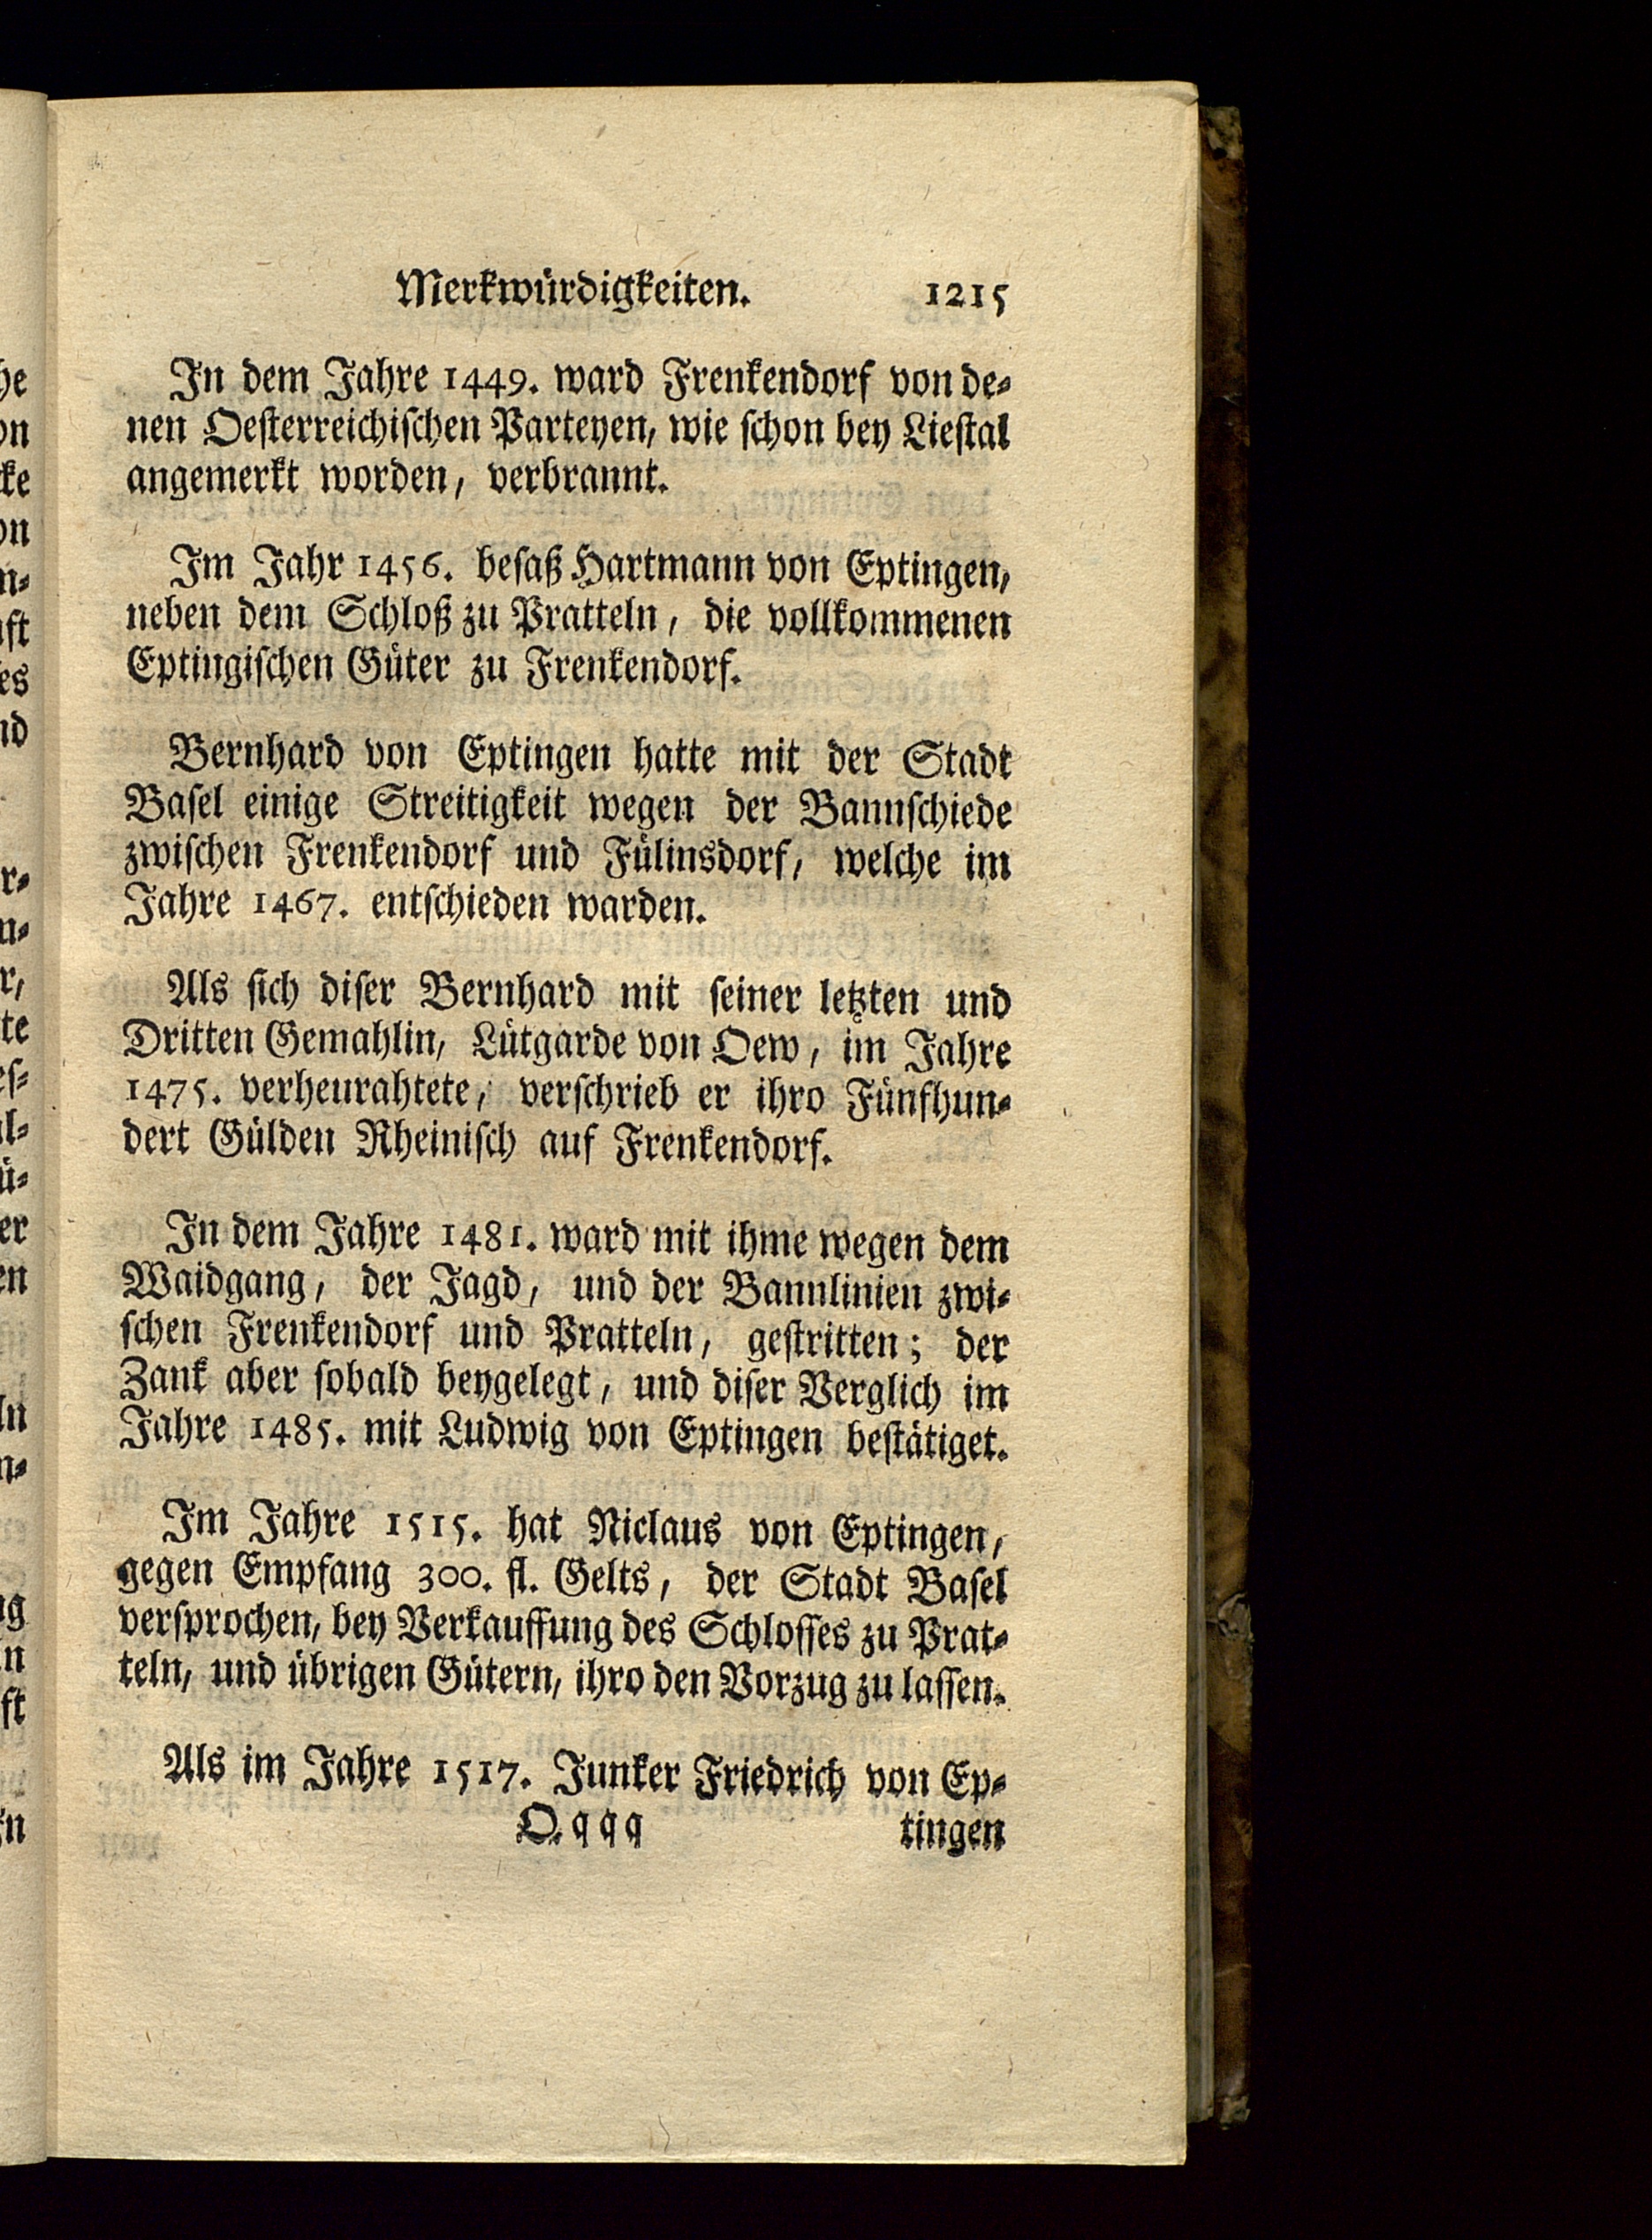 Merkwürdigkeiten. 1215
In dem Jahre 1449. ward Frenkendorf von de-
nen Oesterreichischen Parteyen, wie schon bey Liestal
angemerkt worden, verbrannt.
Im Jahr 1456. besaß Hartmann von Eptingen,
neben dem Schloß zu Pratteln, die vollkommenen
Eptingischen Güter zu Frenkendorf.
Bernhard von Eptingen hatte mit der Stadt
Basel einige Streitigkeit wegen der Bannschiede
zwischen Frenkendorf und Fülinsdorf, welche im
Jahre 1467. entschieden warden.
Als sich diser Bernhard mit seiner letzten und
Dritten Gemahlin, Lütgarde von Oew, im Jahre
1475. verheurahtete, verschrieb er ihro Fünfhun-
dert Gülden Rheinisch auf Frenkendorf.
In dem Jahre 1481. ward mit ihme wegen dem
Waidgang, der Jagd, und der Bannlinien zwi-
schen Frenkendorf und Pratteln, gestritten; der
Zank aber sobald beygelegt, und diser Verglich im
Jahre 1485. mit Ludwig von Eptingen bestätiget.
Im Jahre 1515. hat Niclaus von Eptingen,
gegen Empfang 300. fl. Gelts, der Stadt Basel
versprochen, bey Verkauffung des Schlosses zu Prat-
teln, und übrigen Gütern, ihro den Vorzug zu lassen.
Als im Jahre 1517. Junker Friedrich von Ep-
Qqqq tingen